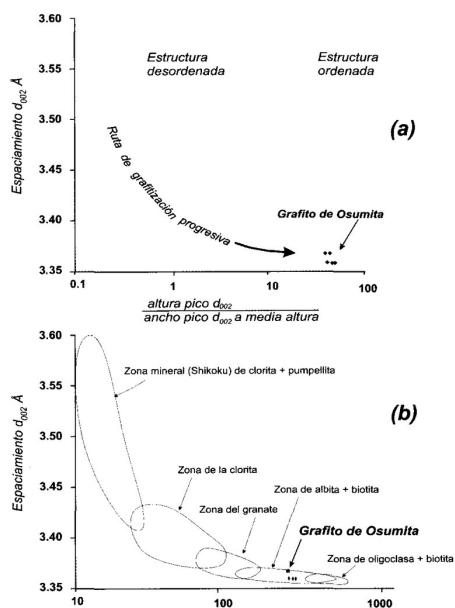 3.60
3.55
3.50
3.45
3.40
3.35
Espaciamiento d002 Å
Estructura
desordenada
Estructura
ordenada
(a)
Ruta de grafitización progresiva
Grafito de Osumita
0.1
1
10
100
altura pico d002
ancho pico d002 a media altura
(b)
3.60
3.55
3.50
3.45
3.40
3.35
Espaciamiento d002 Å
Zona mineral (Shikoku) de clorita + pumpellita
Zona de la clorita
Zona del granate
Zona de albita + biotita
Grafito de Osumita
Zona de oligoclasa + biotita
10
100
1000